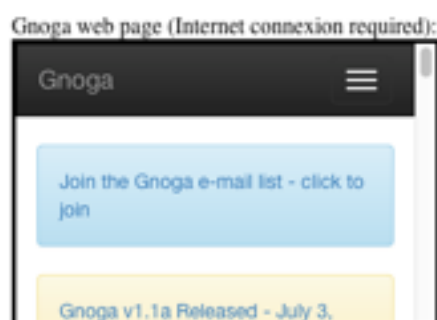 Gnoga web page (Internet connexion required):
Gnoga
Join the Gnoga e-mail list - click to
join
Gnoga v1.1a Released - July 3,